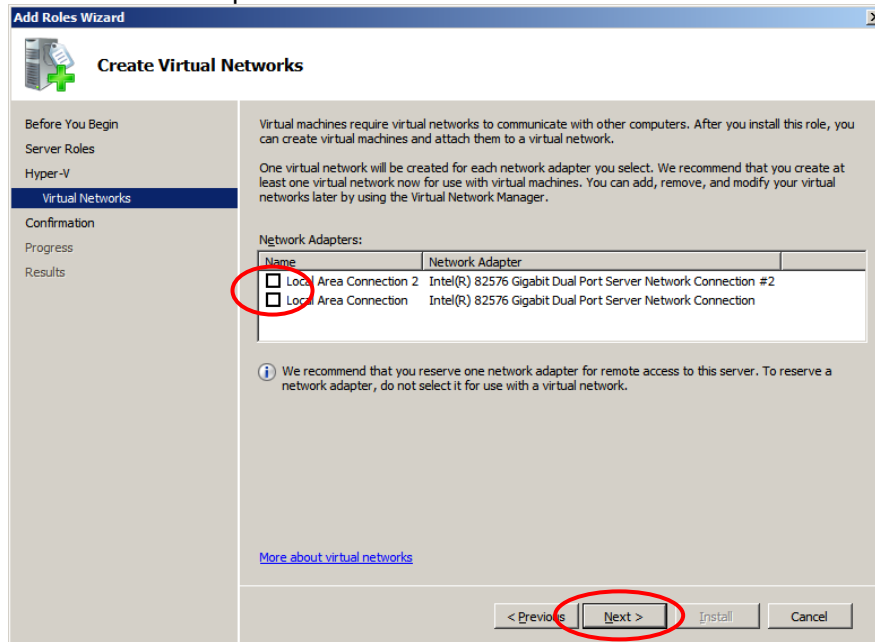 Add Roles Wizard
Create Virtual Networks
Before You Begin
Server Roles
Hyper-V
Virtual Networks
Confirmation
Progress
Results
Virtual machines require virtual networks to communicate with other computers. After you install this role, you
can create virtual machines and attach them to a virtual network.
One virtual network will be created for each network adapter you select. We recommend that you create at
least one virtual network now for use with virtual machines. You can add, remove, and modify your virtual
networks later by using the Virtual Network Manager.
Network Adapters:
Name Network Adapter
Local Area Connection 2 Intel(R) 82576 Gigabit Dual Port Server Network Connection #2
Local Area Connection Intel(R) 82576 Gigabit Dual Port Server Network Connection
We recommend that you reserve one network adapter for remote access to this server. To reserve a
network adapter, do not select it for use with a virtual network.
More about virtual networks
< Previous Next > Install Cancel